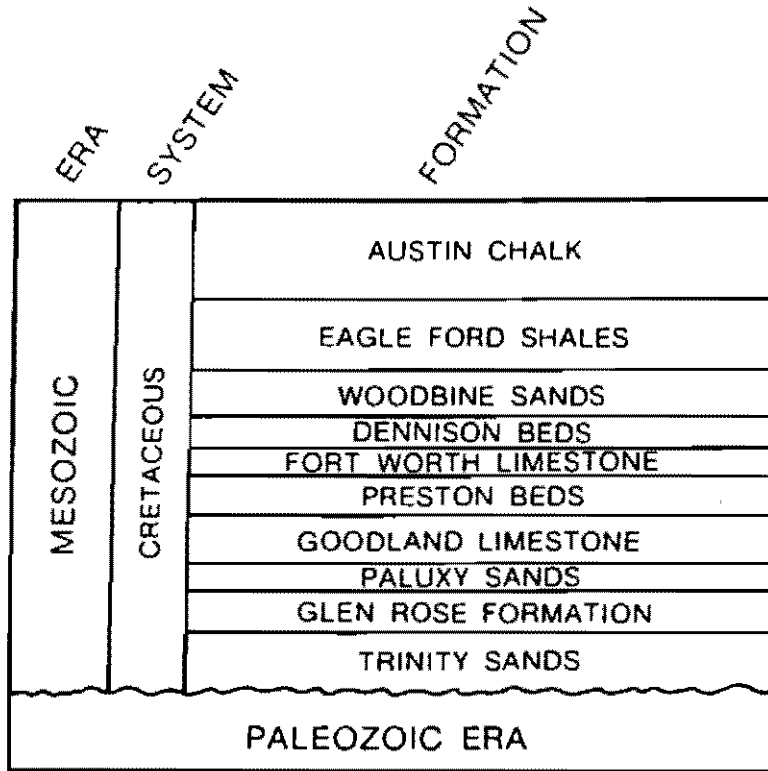 ERA
SYSTEM
FORMATION
MESOZOIC
CRETACEOUS
AUSTIN CHALK
EAGLE FORD SHALES
WOODBINE SANDS
DENNISON BEDS
FORT WORTH LIMESTONE
PRESTON BEDS
GOODLAND LIMESTONE
PALUXY SANDS
GLEN ROSE FORMATION
TRINITY SANDS
PALEOZOIC ERA